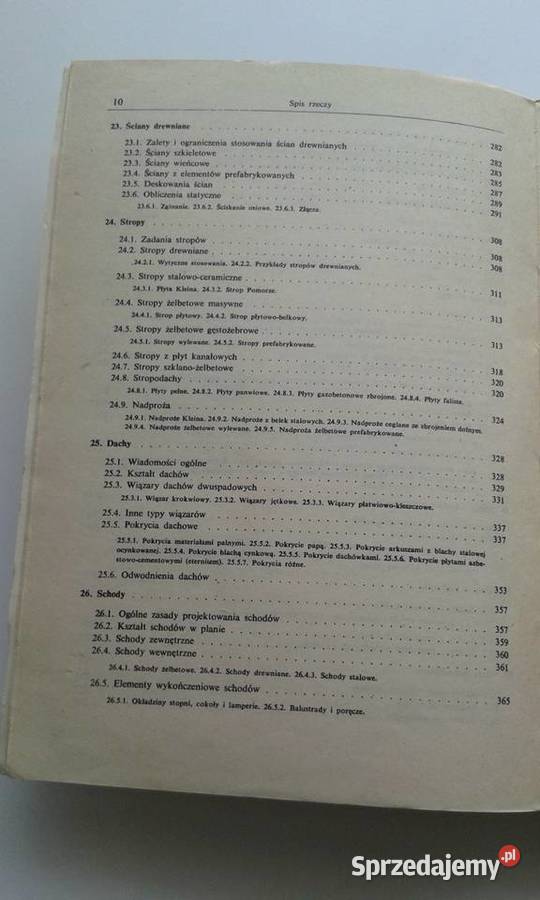 10 Spis rzeczy
23. Ściany drewniane 282
23.1. Zalety i ograniczenia stosowania ścian drewnianych 282
23.2. Ściany szkieletowe 283
23.3. Ściany wieńcowe 285
23.4. Ściany z elementów prefabrykowanych 287
23.5. Deskowania ścian 289
23.6. Obliczenia statyczne 291
23.6.1. Zginanie. 23.6.2. Ściskanie osiowe. 23.6.3. Złącza.
24. Stropy 308
24.1. Zadania stropów 308
24.2. Stropy drewniane 308
24.2.1. Wytyczne stosowania. 24.2.2. Przykłady stropów drewnianych.
24.3. Stropy stalowo-ceramiczne 311
24.3.1. Płyta Kleina. 24.3.2. Strop Pomorze.
24.4. Stropy żelbetowe masywne 313
24.4.1. Strop płytowy. 24.4.2. Strop płytowo-belkowy.
24.5. Stropy żelbetowe gęstożebrowe 313
24.5.1. Stropy wylewane. 24.5.2. Stropy prefabrykowane.
24.6. Stropy z płyt kanałowych 318
24.7. Stropy szklano-żelbetowe 320
24.8. Stropodachy 320
24.8.1. Płyty pełne. 24.8.2. Płyty panwiowe. 24.8.3. Płyty gazobetonowe zbrojone. 24.8.4. Płyty faliste.
24.9. Nadproża 324
24.9.1. Nadproże Kleina. 24.9.2. Nadproże z belek stalowych. 24.9.3. Nadproże ceglane ze zbrojeniem dolnym.
24.9.4. Nadproże żelbetowe wylewane. 24.9.5. Nadproża żelbetowe prefabrykowane.
25. Dachy 328
25.1. Wiadomości ogólne 328
25.2. Kształt dachów 329
25.3. Wiązary dachów dwuspadowych 331
25.3.1. Wiązar krokwiowy. 25.3.2. Wiązary jętkowe. 25.3.3. Wiązary płatwiowo-kleszczowe.
25.4. Inne typy wiązarów 337
25.5. Pokrycia dachowe 337
25.5.1. Pokrycia materiałami palnymi. 25.5.2. Pokrycie papą. 25.5.3. Pokrycie arkuszami z blachy stalowej
ocynkowanej. 25.5.4. Pokrycie blachą cynkową. 25.5.5. Pokrycie dachówkami. 25.5.6. Pokrycie płytami azbe-
stowo-cementowymi (eternitem). 25.5.7. Pokrycia różne.
25.6. Odwodnienia dachów 353
26. Schody 357
26.1. Ogólne zasady projektowania schodów 357
26.2. Kształt schodów w planie 359
26.3. Schody zewnętrzne 360
26.4. Schody wewnętrzne 361
26.4.1. Schody żelbetowe. 26.4.2. Schody drewniane. 26.4.3. Schody stalowe.
26.5. Elementy wykończeniowe schodów 365
26.5.1. Okładziny stopni, cokoły i lamperie. 26.5.2. Balustrady i poręcze.
Sprzedajemy.pl